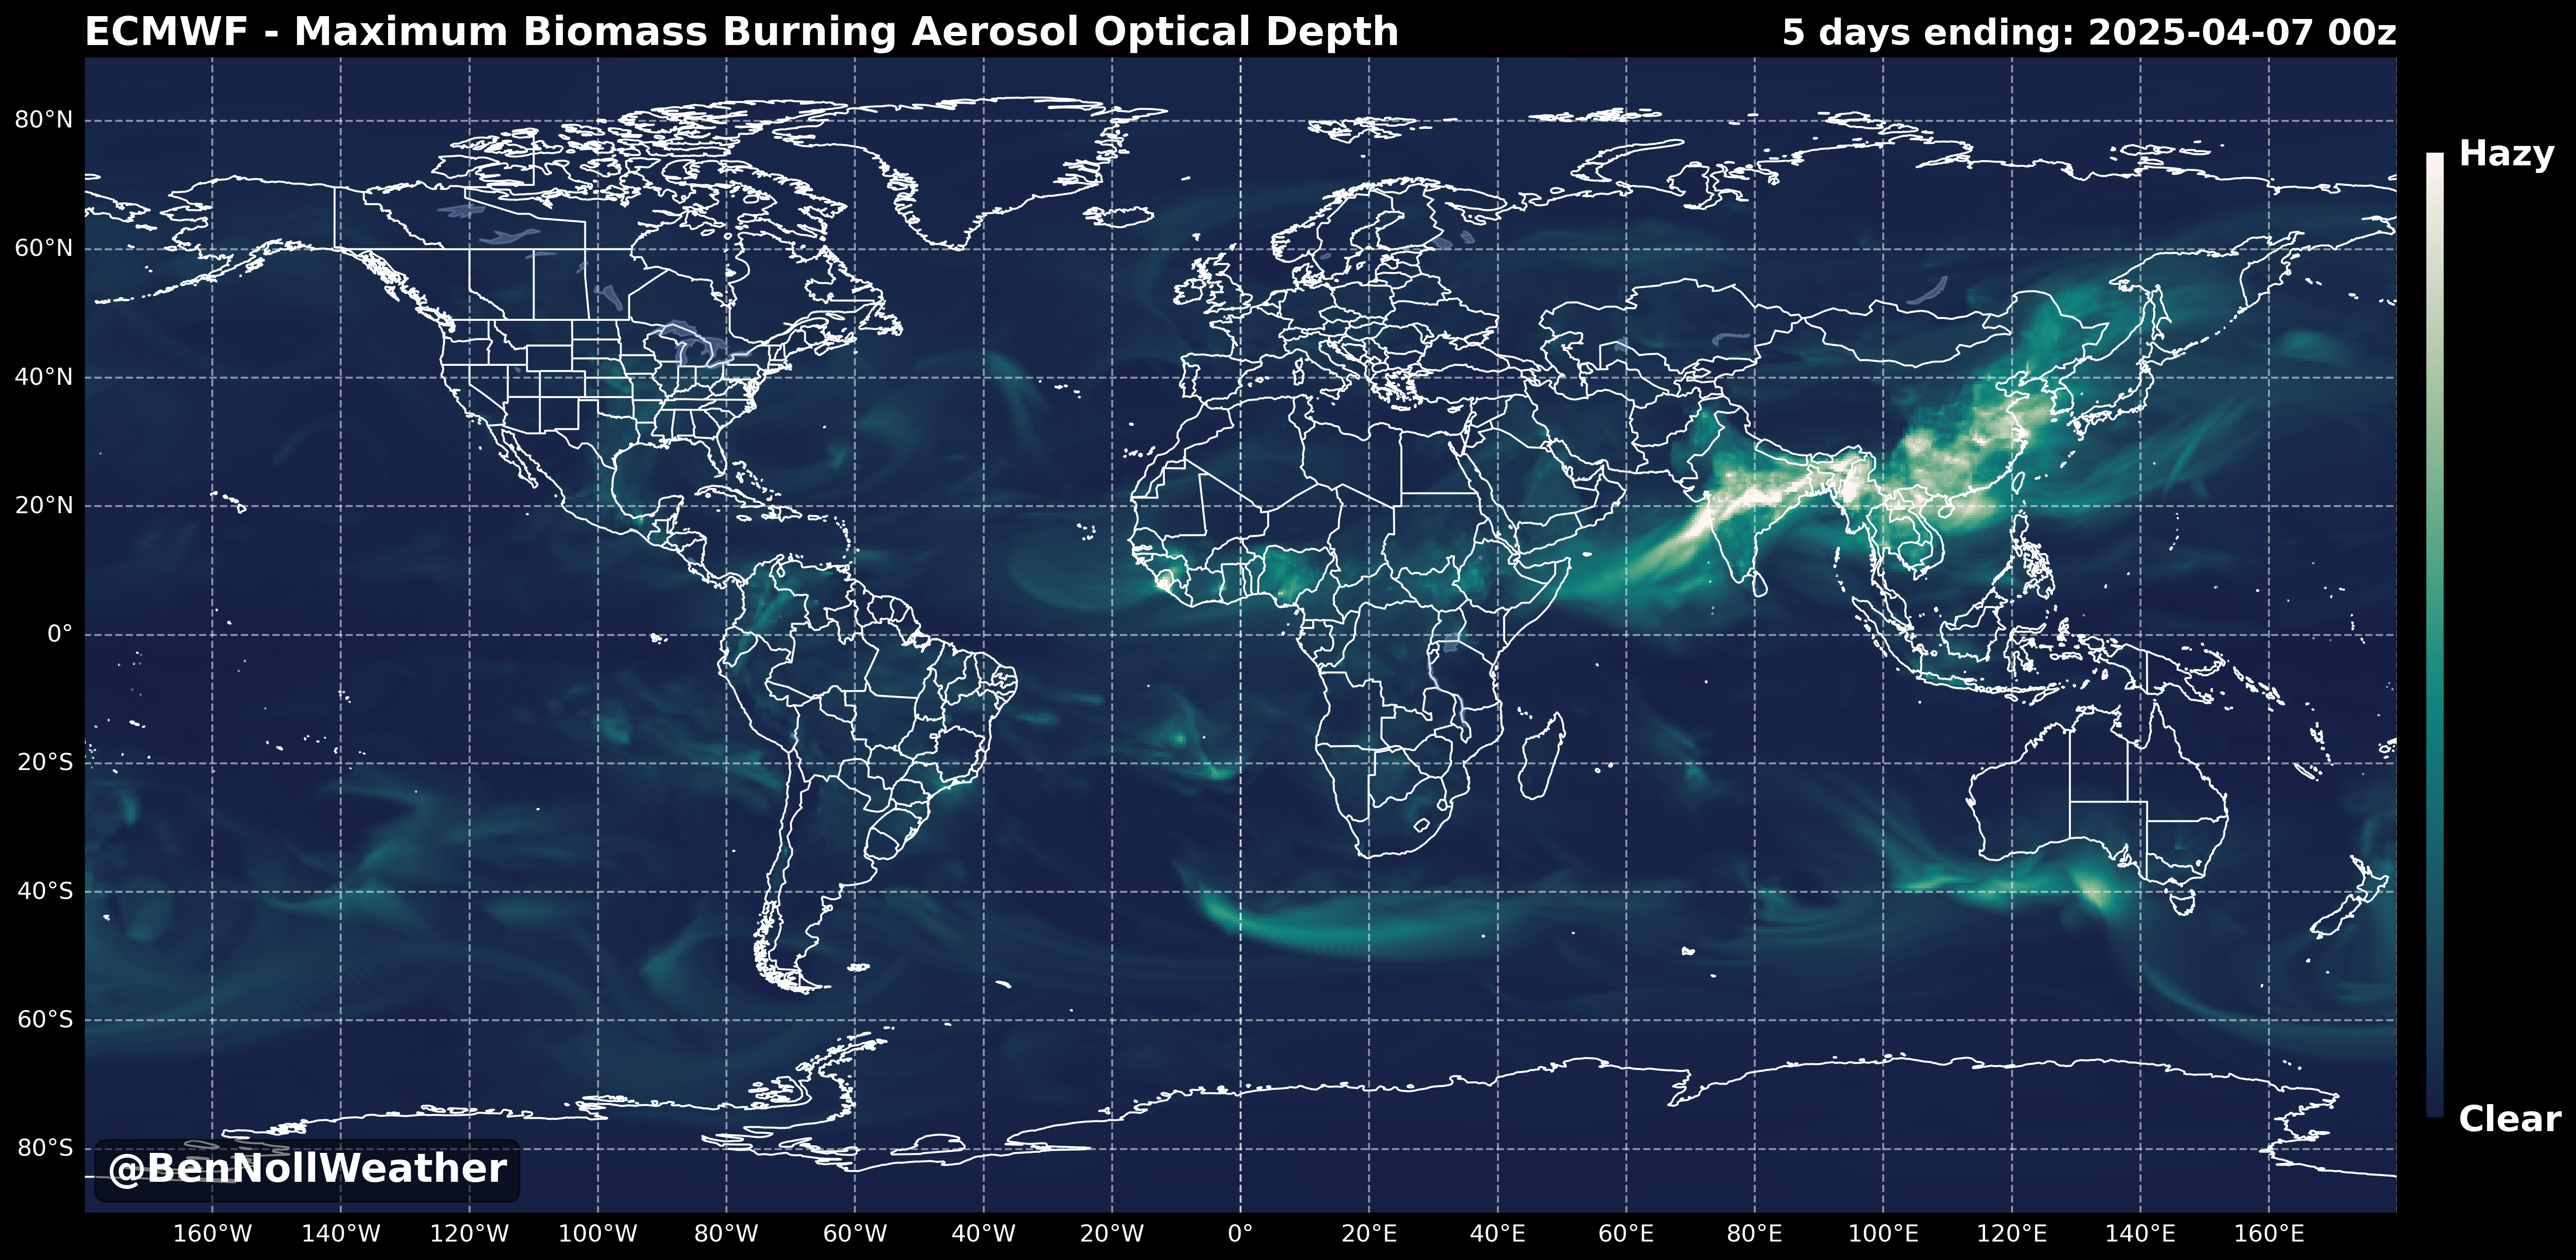 ECMWF - Maximum Biomass Burning Aerosol Optical Depth
5 days ending: 2025-04-07 00z
Hazy
80°N
60°N
40°N
20°N
0°
20°S
40°S
60°S
80°S
Clear
@BenNollWeather
160°W 140°W 120°W 100°W 80°W 60°W 40°W 20°W 0° 20°E 40°E 60°E 80°E 100°E 120°E 140°E 160°E